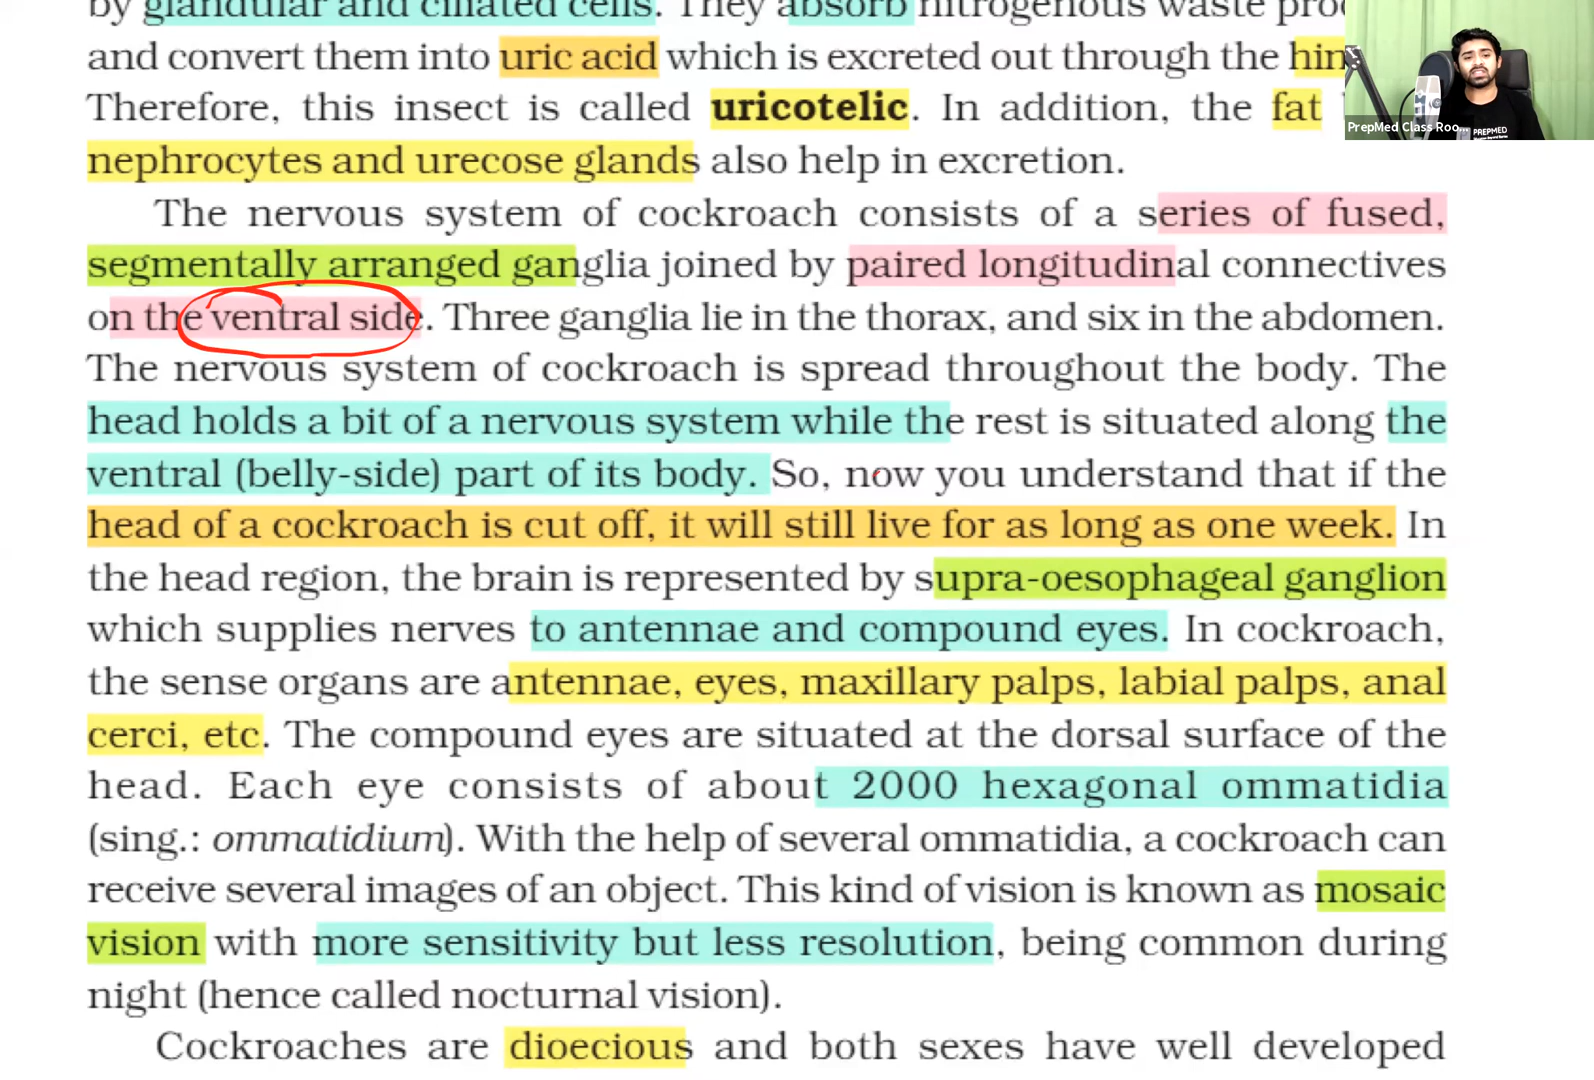 by glandular and ciliated cells. They absorb nitrogenous waste
and convert them into uric acid which is excreted out through the
Therefore, this insect is called uricotelic. In addition, the fat
nephrocytes and urecose glands also help in excretion.
The nervous system of cockroach consists of a series of fused,
segmentally arranged ganglia joined by paired longitudinal connectives
on the ventral side. Three ganglia lie in the thorax, and six in the abdomen.
The nervous system of cockroach is spread throughout the body. The
head holds a bit of a nervous system while the rest is situated along the
ventral (belly-side) part of its body. So, now you understand that if the
head of a cockroach is cut off, it will still live for as long as one week. In
the head region, the brain is represented by supra-oesophageal ganglion
which supplies nerves to antennae and compound eyes. In cockroach,
the sense organs are antennae, eyes, maxillary palps, labial palps, anal
cerci, etc. The compound eyes are situated at the dorsal surface of the
head. Each eye consists of about 2000 hexagonal ommatidia
(sing.: ommatidium). With the help of several ommatidia, a cockroach can
receive several images of an object. This kind of vision is known as mosaic
vision with more sensitivity but less resolution, being common during
night (hence called nocturnal vision).
Cockroaches are dioecious and both sexes have well developed
PrepMed Class Roo...
PREPMED